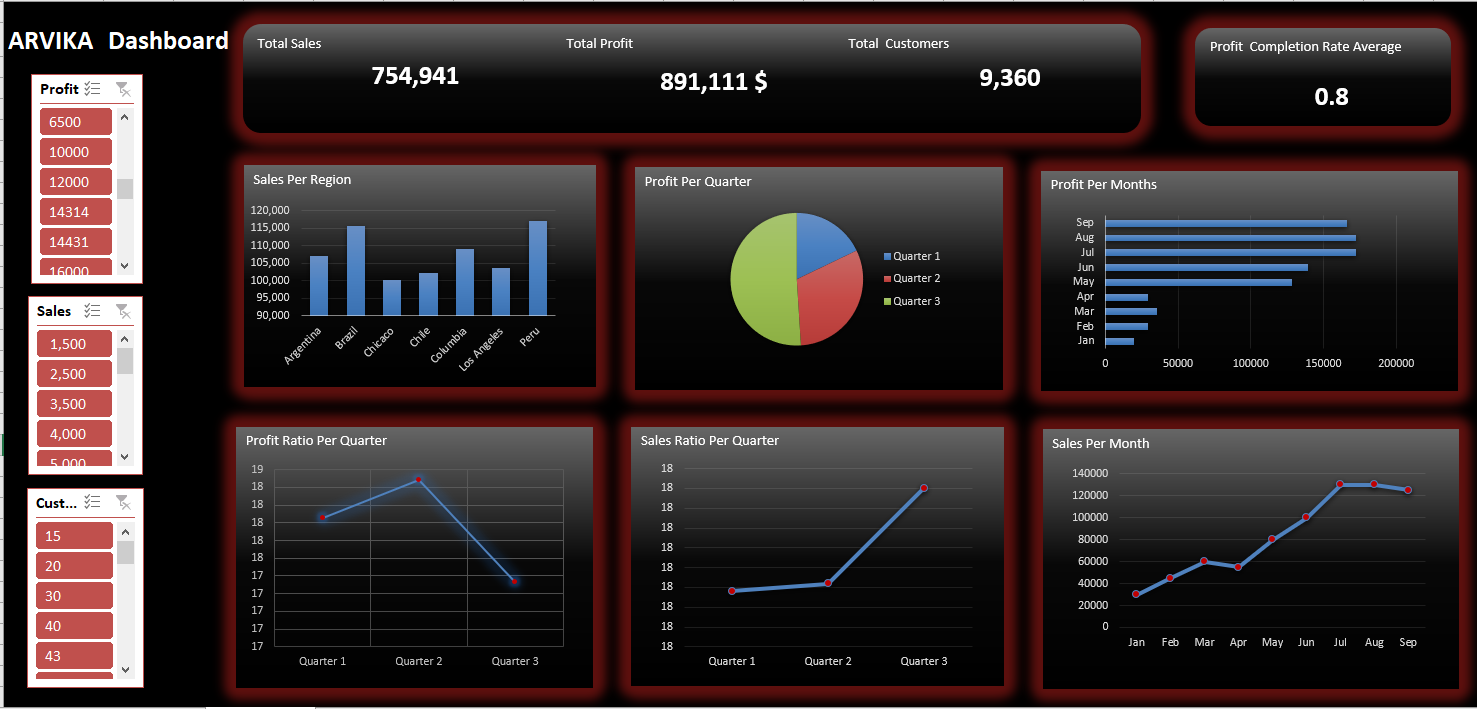 ARVIKA Dashboard
Total Sales
754,941
Total Profit
891,111 $
Total Customers
9,360
Profit Completion Rate Average
0.8
Profit
6500
10000
12000
14314
14431
16000
Sales
1,500
2,500
3,500
4,000
5,000
Cust...
15
20
30
40
43
Sales Per Region
120,000
115,000
110,000
105,000
100,000
95,000
90,000
Argentina
Brazil
Chicaco
Chile
Columbia
Los Angeles
Peru
Profit Per Quarter
Quarter 1
Quarter 2
Quarter 3
Profit Per Months
Sep
Aug
Jul
Jun
May
Apr
Mar
Feb
Jan
0 50000 100000 150000 200000
Profit Ratio Per Quarter
19
18
18
18
18
18
17
17
17
17
17
Quarter 1 Quarter 2 Quarter 3
Sales Ratio Per Quarter
18
18
18
18
18
18
18
18
18
18
Quarter 1 Quarter 2 Quarter 3
Sales Per Month
140000
120000
100000
80000
60000
40000
20000
0
Jan Feb Mar Apr May Jun Jul Aug Sep